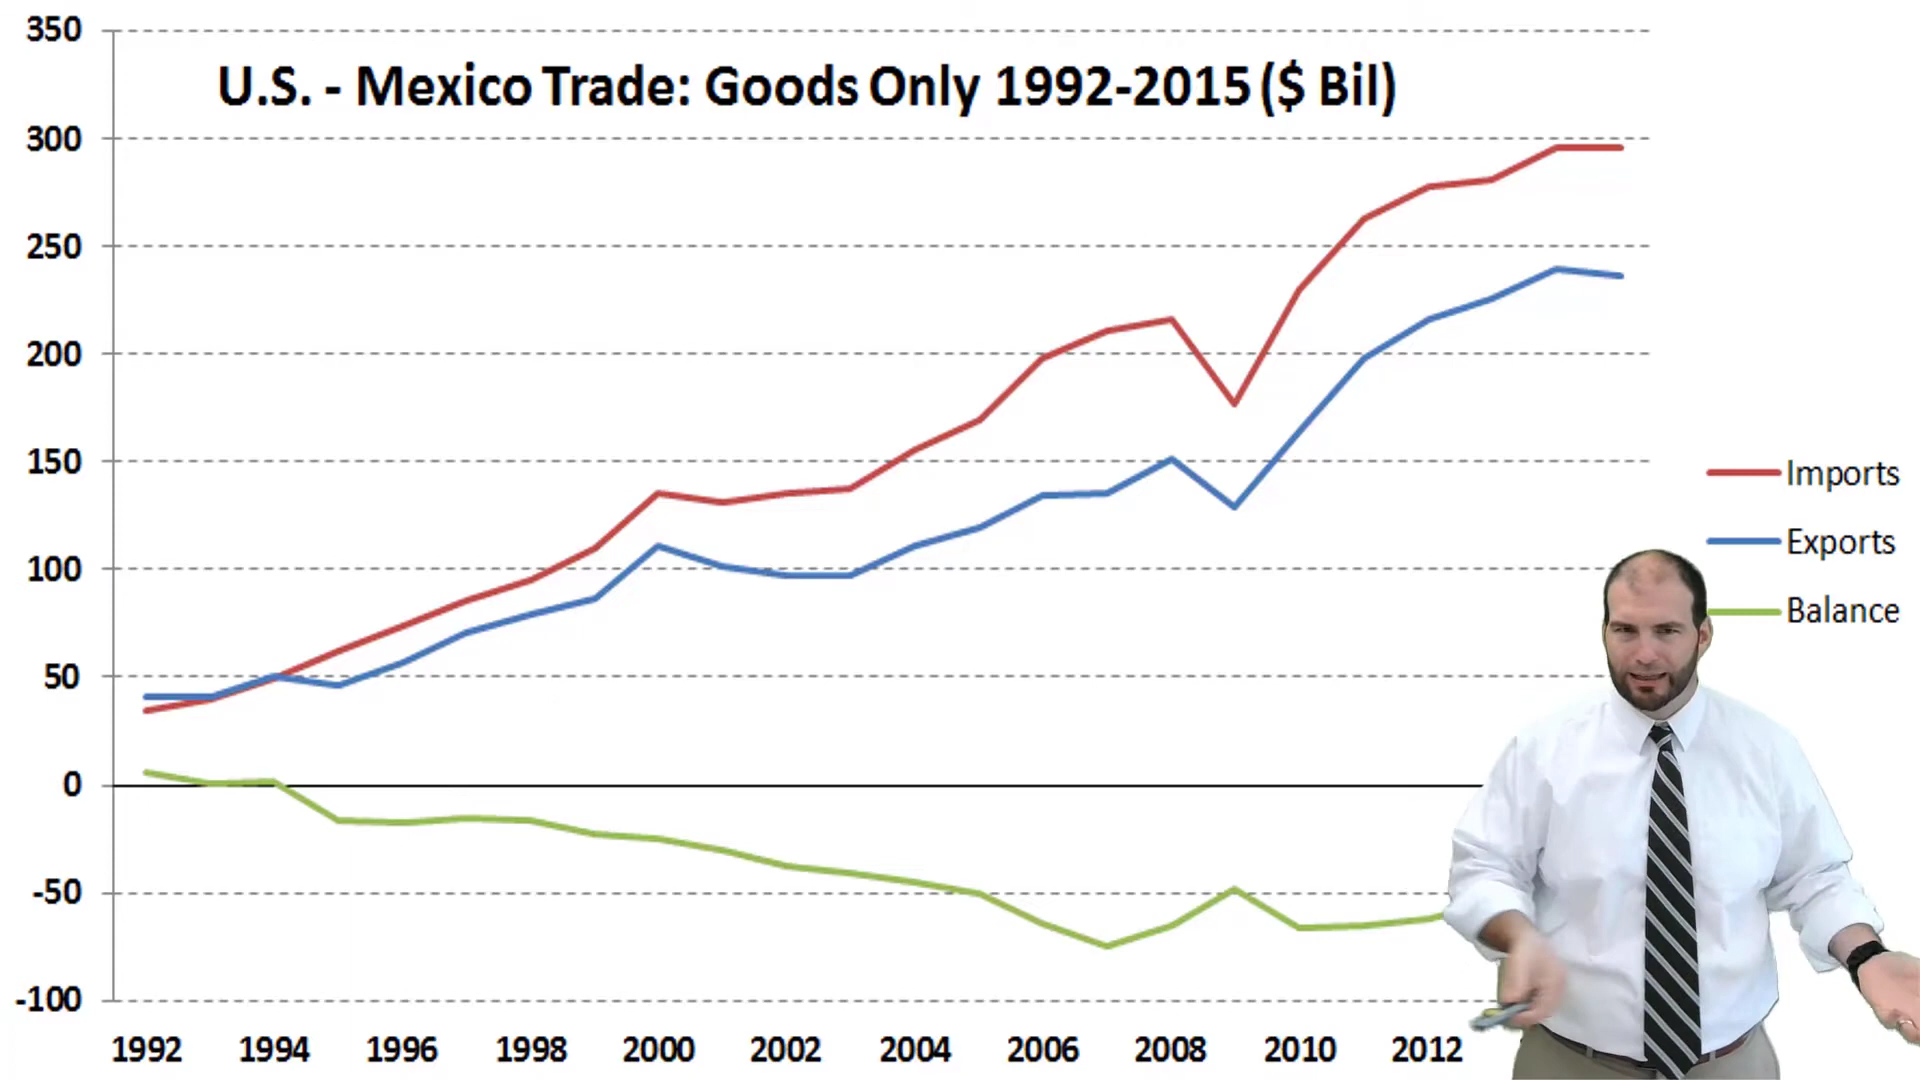 U.S. - Mexico Trade: Goods Only 1992-2015 ($ Bil)
350
300
250
200
150
100
50
0
-50
-100
1992 1994 1996 1998 2000 2002 2004 2006 2008 2010 2012
Imports
Exports
Balance